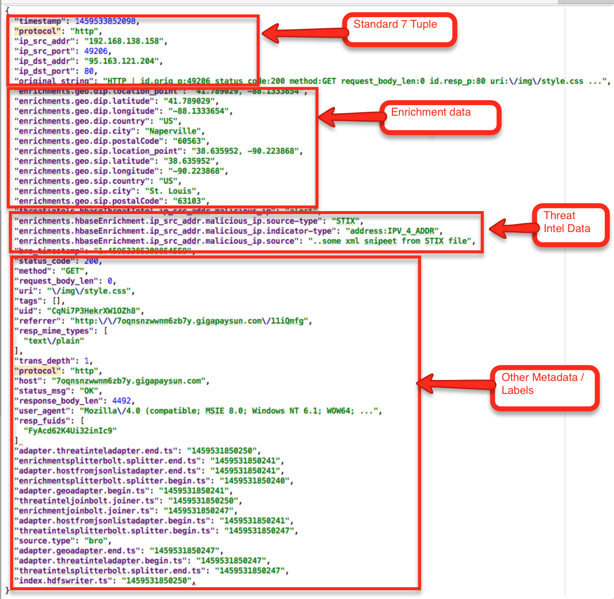 {
"timestamp": 1459533852098,
"protocol": "http",
"ip_src_addr": "192.168.138.158",
"ip_src_port": 49206,
"ip_dst_addr": "95.163.121.204",
"ip_dst_port": 80,
"original_string": "HTTP | id.orig_p:49206 status_code:200 method:GET request_body_len:0 id.resp_p:80 uri:\/img\/style.css ...",
Standard 7 Tuple
"enrichments.geo.dip.location_point": "41.789029, -88.1333654",
"enrichments.geo.dip.latitude": "41.789029",
"enrichments.geo.dip.longitude": "-88.1333654",
"enrichments.geo.dip.country": "US",
"enrichments.geo.dip.city": "Naperville",
"enrichments.geo.dip.postalCode": "60563",
"enrichments.geo.sip.location_point": "38.635952, -90.223868",
"enrichments.geo.sip.latitude": "38.635952",
"enrichments.geo.sip.longitude": "-90.223868",
"enrichments.geo.sip.country": "US",
"enrichments.geo.sip.city": "St. Louis",
"enrichments.geo.sip.postalCode": "63103",
Enrichment data
"enrichments.hbaseEnrichment.ip_src_addr.malicious_ip.source-type": "STIX",
"enrichments.hbaseEnrichment.ip_src_addr.malicious_ip.indicator-type": "address:IPV_4_ADDR",
"enrichments.hbaseEnrichment.ip_src_addr.malicious_ip.source": "..some xml snipeet from STIX file",
Threat
Intel Data
"status_code": 200,
"method": "GET",
"request_body_len": 0,
"uri": "\/img\/style.css",
"tags": [],
"uid": "CqNi7P3HekrXW1OZh8",
"referrer": "http:\/\/7oqnsnzwwnm6zb7y.gigapaysun.com\/11iQmfg",
"resp_mime_types": [
"text\/plain"
],
"trans_depth": 1,
"protocol": "http",
"host": "7oqnsnzwwnm6zb7y.gigapaysun.com",
"status_msg": "OK",
"response_body_len": 4492,
"user_agent": "Mozilla\/4.0 (compatible; MSIE 8.0; Windows NT 6.1; WOW64; ...",
"resp_fuids": [
"FyAcd62K4Ui32inIc9"
],
"adapter.threatinteladapter.end.ts": "1459531850250",
"enrichmentsplitterbolt.splitter.end.ts": "1459531850241",
"adapter.hostfromjsonlistadapter.end.ts": "1459531850241",
"enrichmentsplitterbolt.splitter.begin.ts": "1459531850240",
"adapter.geoadapter.begin.ts": "1459531850241",
"threatinteljoinbolt.joiner.ts": "1459531850250",
"enrichmentjoinbolt.joiner.ts": "1459531850247",
"adapter.hostfromjsonlistadapter.begin.ts": "1459531850241",
"threatintelsplitterbolt.splitter.begin.ts": "1459531850247",
"source.type": "bro",
"adapter.geoadapter.end.ts": "1459531850247",
"adapter.threatinteladapter.begin.ts": "1459531850247",
"threatintelsplitterbolt.splitter.end.ts": "1459531850247",
"index.hdfswriter.ts": "1459531850250",
}
Other Metadata /
Labels